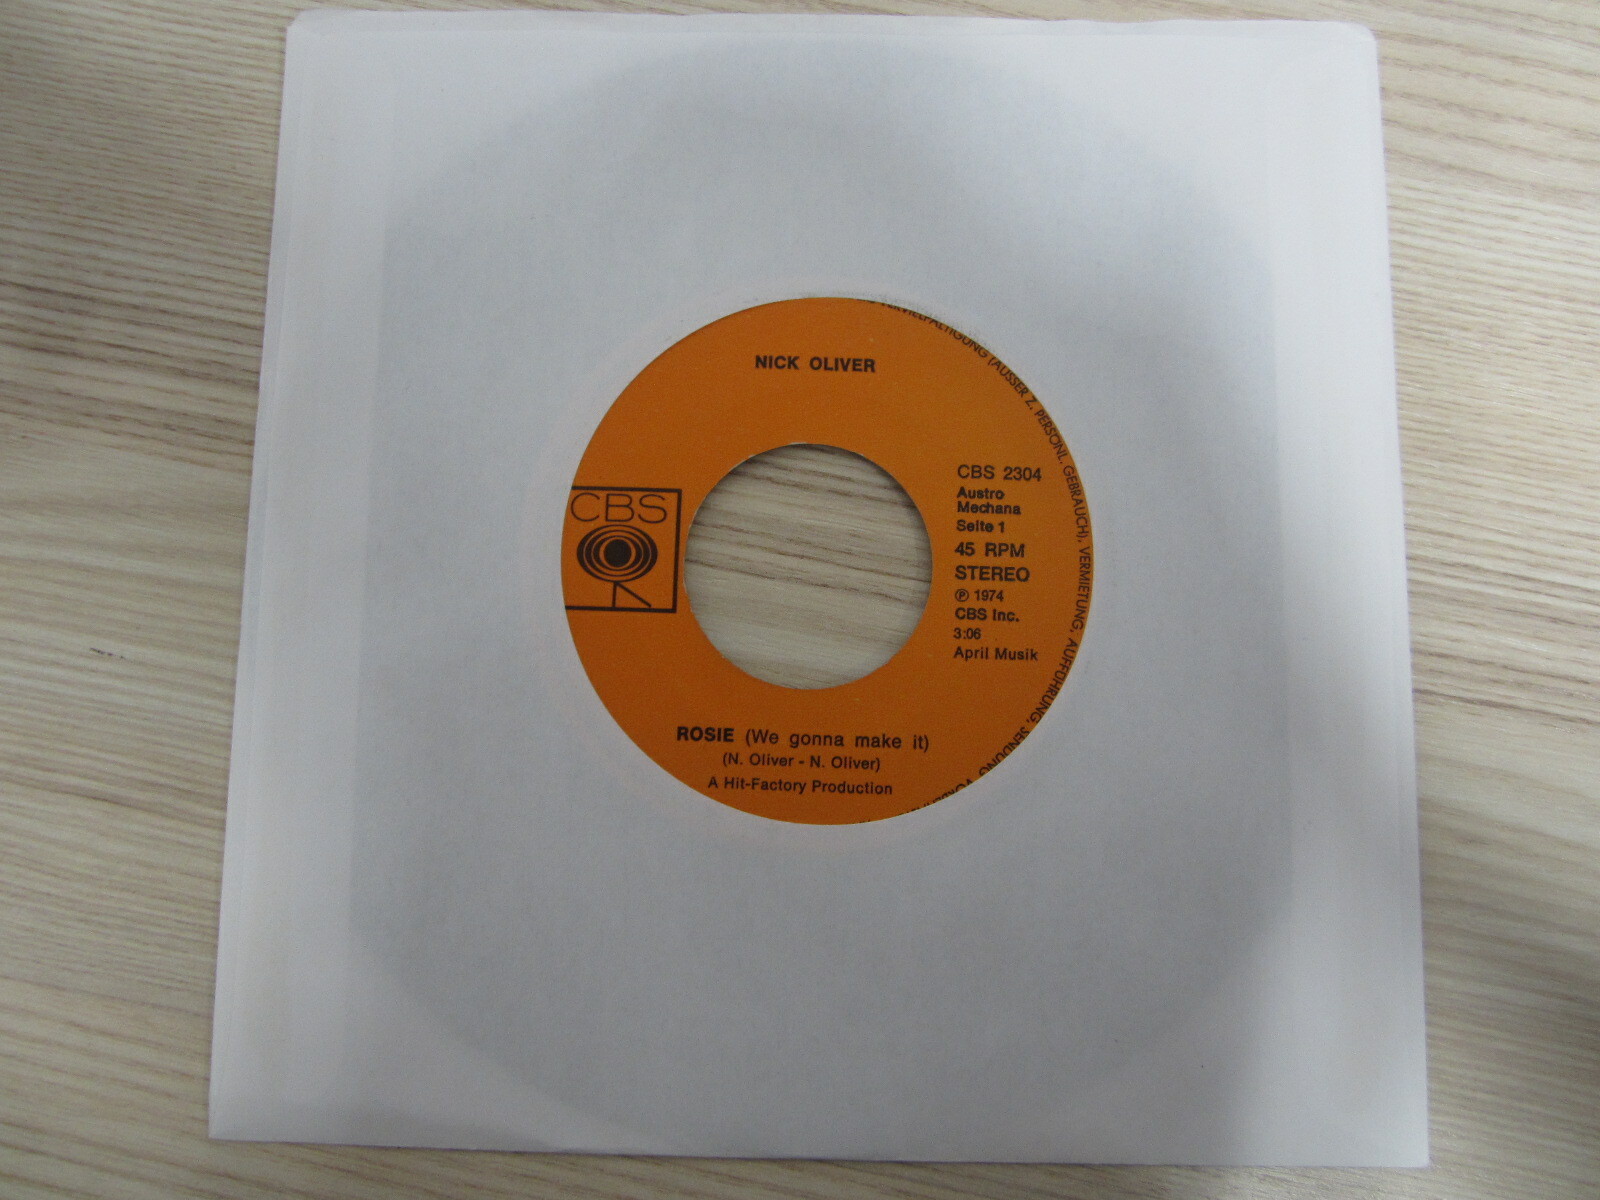 NICK OLIVER
CBS
CBS 2304
Austro
Mechana
Seite 1
45 RPM
STEREO
℗ 1974
CBS Inc.
3:06
April Musik
ROSIE (We gonna make it)
(N. Oliver - N. Oliver)
A Hit-Factory Production
(AUSSER Z. PERSÖNL. GEBRAUCH), VERMIETUNG, AUFFÜHRUNG, SENDUNG